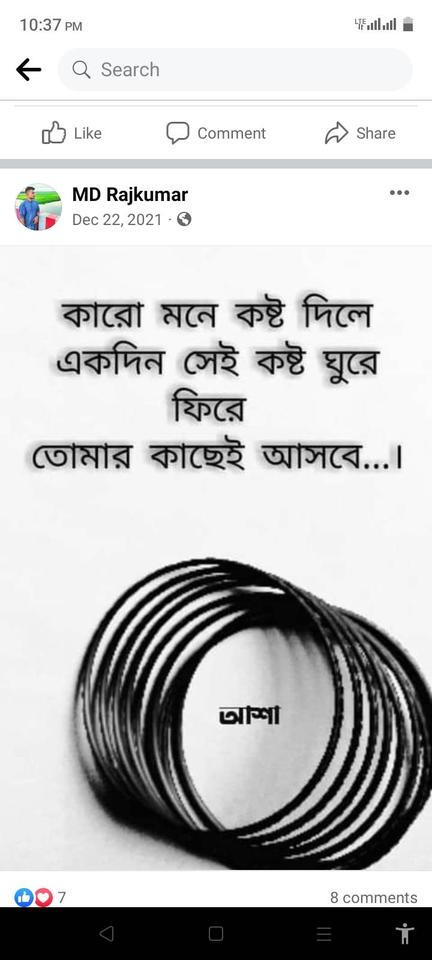 10:37 PM
LTE
Search
Like Comment Share
MD Rajkumar
Dec 22, 2021 ·
কারো মনে কষ্ট দিলে
একদিন সেই কষ্ট ঘুরে
ফিরে
তোমার কাছেই আসবে...।
আশা
7 8 comments